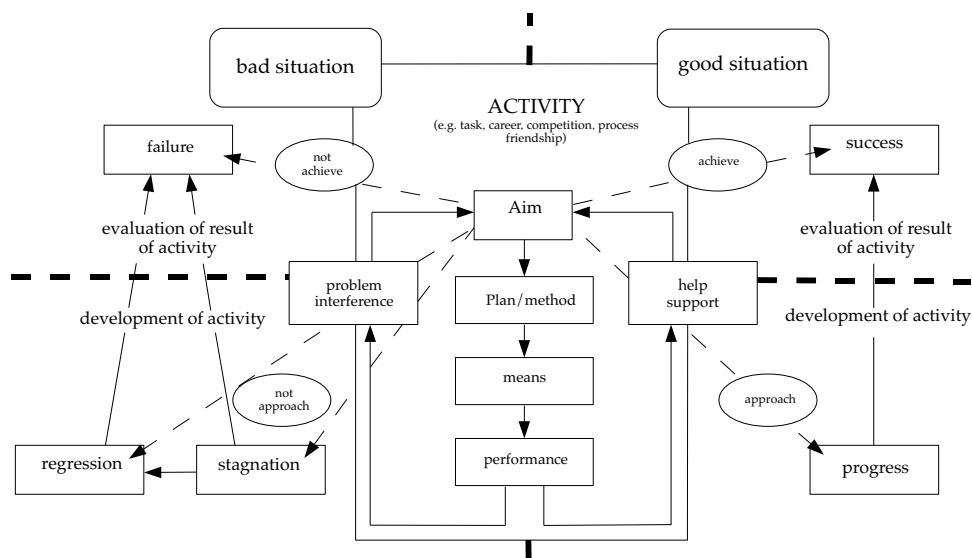 bad situation
good situation
ACTIVITY
(e.g. task, career, competition, process
friendship)
failure
not
achieve
achieve
success
Aim
evaluation of result
of activity
evaluation of result
of activity
problem
interference
Plan/method
help
support
development of activity
development of activity
means
not
approach
approach
regression
stagnation
performance
progress